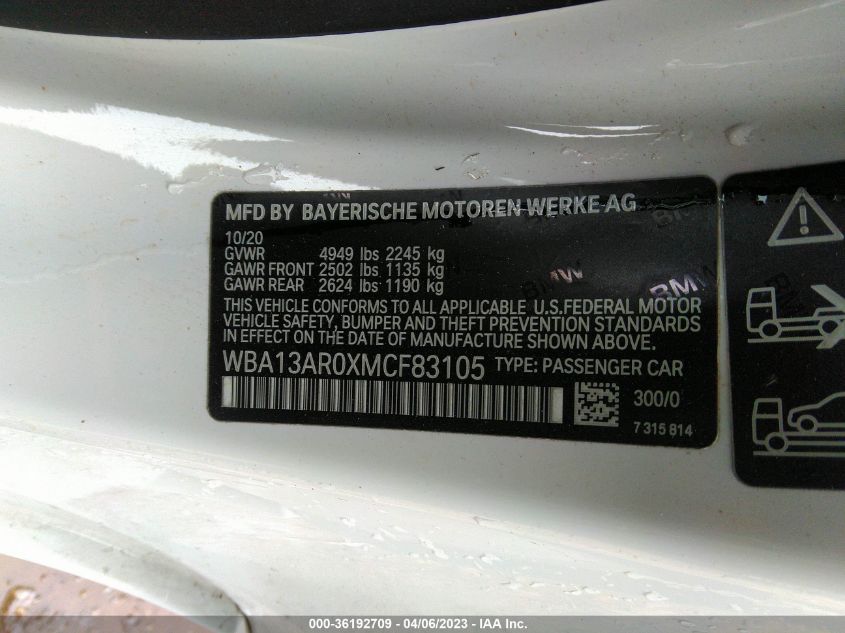 MFD BY BAYERISCHE MOTOREN WERKE AG
10/20
GVWR 4949 lbs 2245 kg
GAWR FRONT 2502 lbs 1135 kg
GAWR REAR 2624 lbs 1190 kg
THIS VEHICLE CONFORMS TO ALL APPLICABLE U.S.FEDERAL MOTOR
VEHICLE SAFETY, BUMPER AND THEFT PREVENTION STANDARDS
IN EFFECT ON THE DATE OF MANUFACTURE SHOWN ABOVE.
WBA13AR0XMCF83105 TYPE: PASSENGER CAR
300/0
7 315 814
BMW
BMW
000-36192709 - 04/06/2023 - IAA Inc.